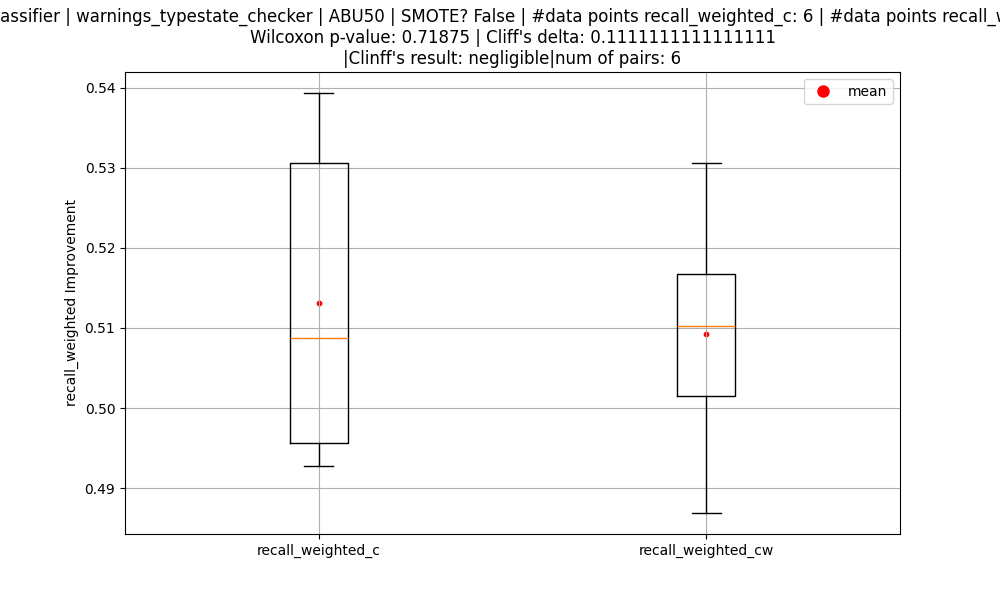 assifier | warnings_typestate_checker | ABU50 | SMOTE? False | #data points recall_weighted_c: 6 | #data points recall_w
Wilcoxon p-value: 0.71875 | Cliff's delta: 0.1111111111111111
|Clinff's result: negligible|num of pairs: 6
mean
0.54
0.53
0.52
0.51
0.50
0.49
recall_weighted Improvement
recall_weighted_c
recall_weighted_cw